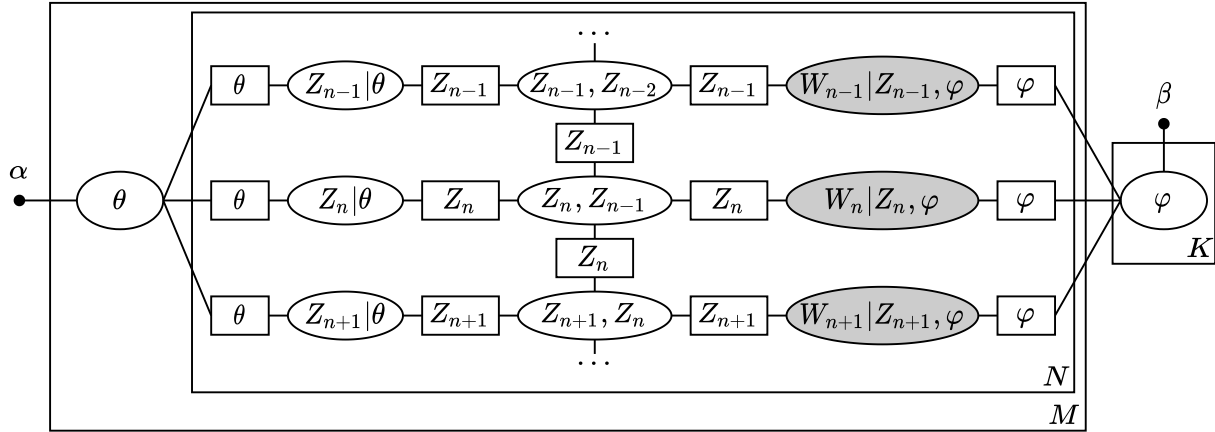 …
θ Z_{n−1}|θ Z_{n−1} Z_{n−1}, Z_{n−2} Z_{n−1} W_{n−1}|Z_{n−1}, φ φ
β
Z_{n−1}
α
θ θ Z_n|θ Z_n Z_n, Z_{n−1} Z_n W_n|Z_n, φ φ φ
K
Z_n
θ Z_{n+1}|θ Z_{n+1} Z_{n+1}, Z_n Z_{n+1} W_{n+1}|Z_{n+1}, φ φ
…
N
M